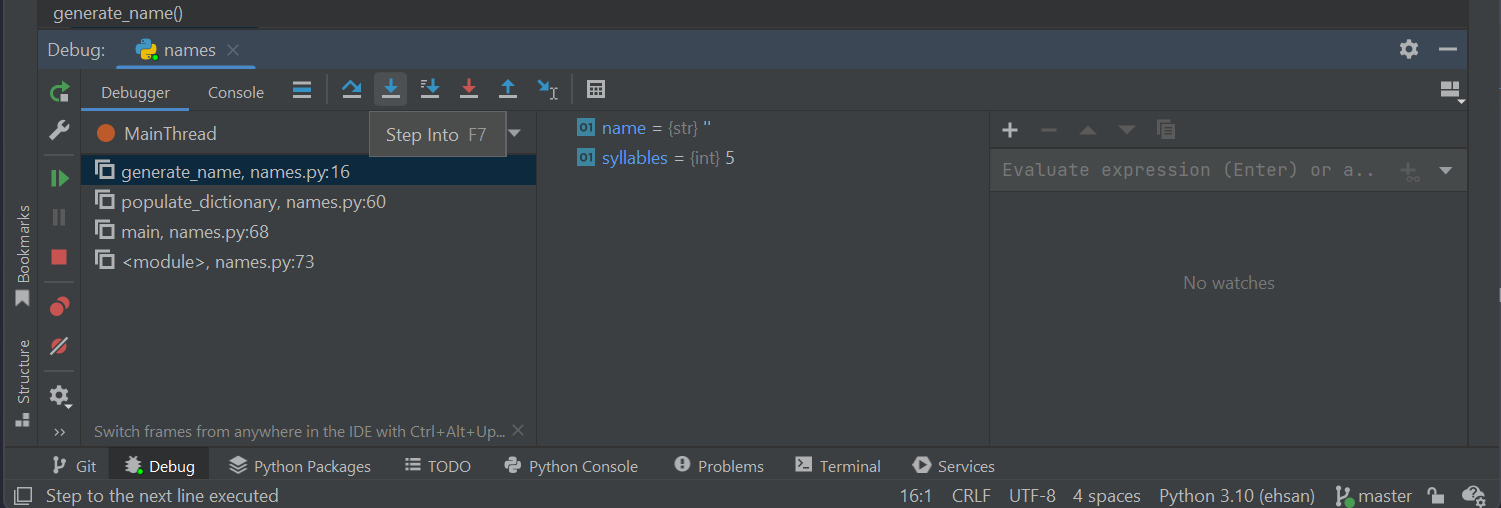 generate_name()
Debug: names
Debugger Console
MainThread
Step Into F7
01 name = {str} ''
01 syllables = {int} 5
Evaluate expression (Enter) or a..
generate_name, names.py:16
populate_dictionary, names.py:60
main, names.py:68
<module>, names.py:73
No watches
Bookmarks
Structure
Switch frames from anywhere in the IDE with Ctrl+Alt+Up...
Git Debug Python Packages TODO Python Console Problems Terminal Services
Step to the next line executed 16:1 CRLF UTF-8 4 spaces Python 3.10 (ehsan) master